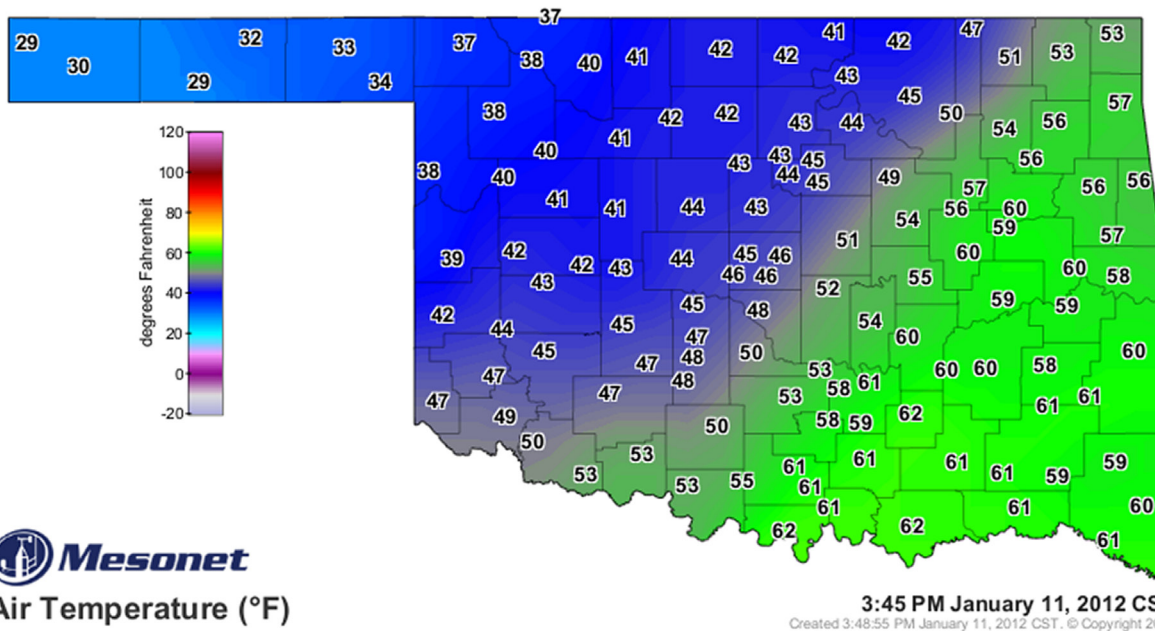 37
29 32 33 37 38 40 41 42 42 41 42 47 51 53 53
30 29 34 43 45 57
38 42 42 43 44 50 54 56
41 40 43 43 45 56
38 40 44 45 49 57 56 56
41 41 44 43 54 56 60 59 57
39 42 42 43 44 45 46 51 60 60 58
43 46 46 52 55 59 59
42 44 45 45 48 54 60
45 47 47 48 50 60 60 58 60
47 47 47 48 53 53 58 61 61 61
49 50 50 58 59 62
53 53 53 55 61 61 61 61 61 59 59
61 62 62 61 60 61
120
100
80
60
40
20
0
-20
degrees Fahrenheit
Mesonet
Air Temperature (°F)
3:45 PM January 11, 2012 CS
Created 3:48:55 PM January 11, 2012 CST. © Copyright 20